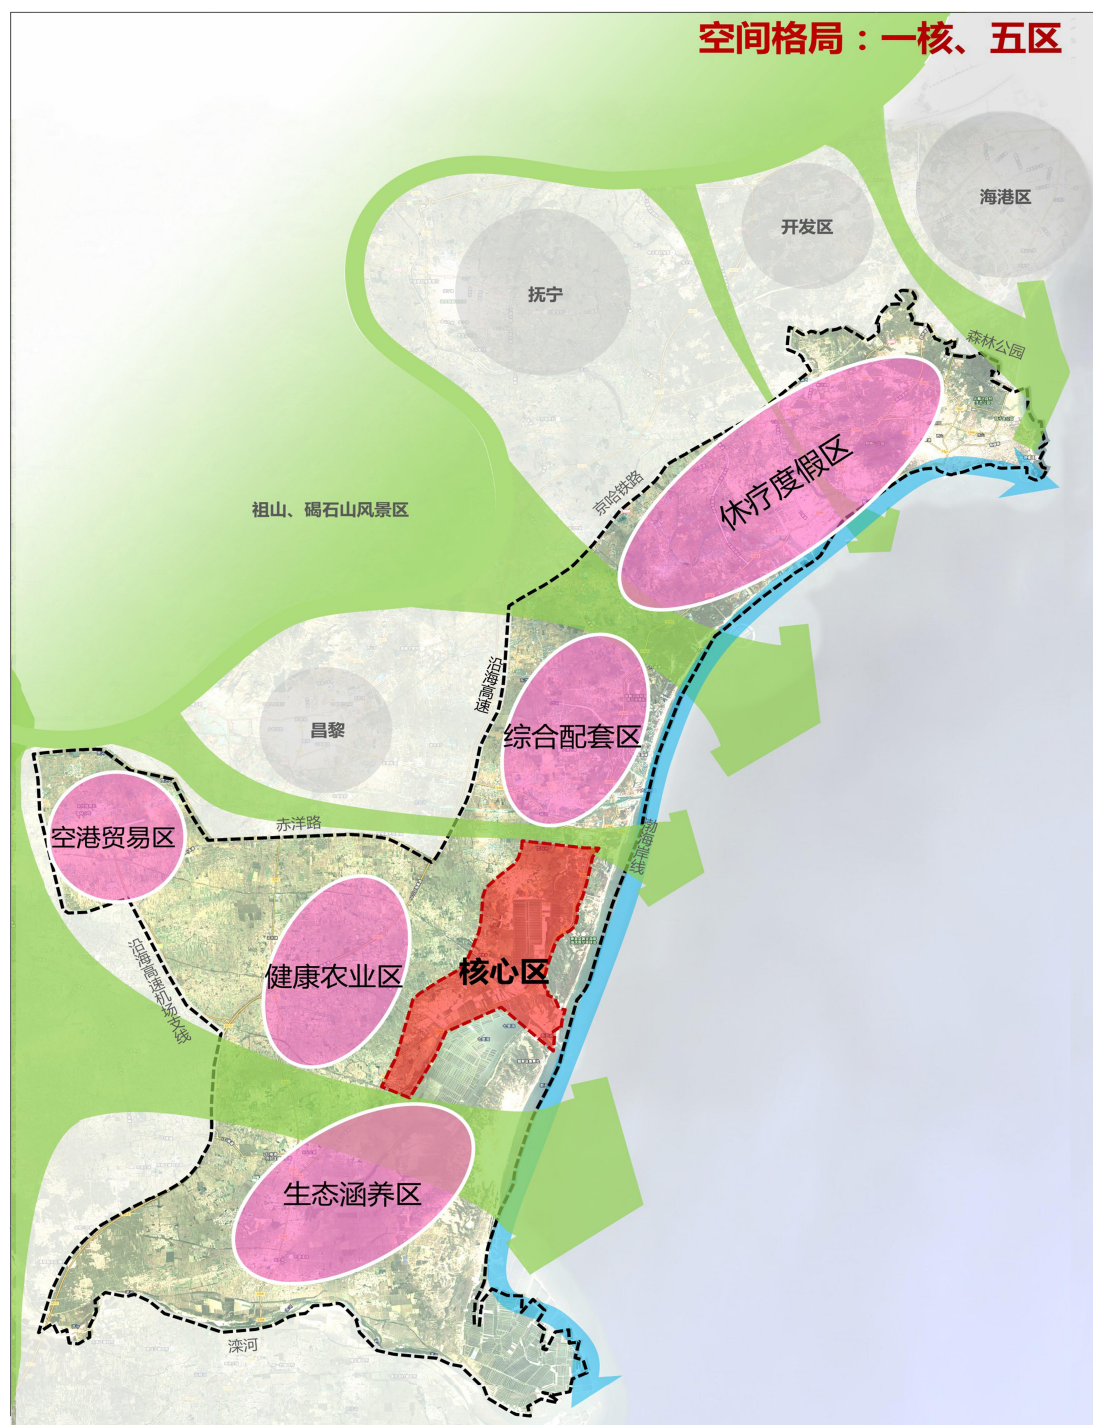 空间格局：一核、五区
海港区
开发区
抚宁
森林公园
休疗度假区
京哈铁路
祖山、碣石山风景区
沿海高速
昌黎
综合配套区
空港贸易区
赤洋路
渤海岸线
核心区
健康农业区
沿海高速机场支线
生态涵养区
滦河